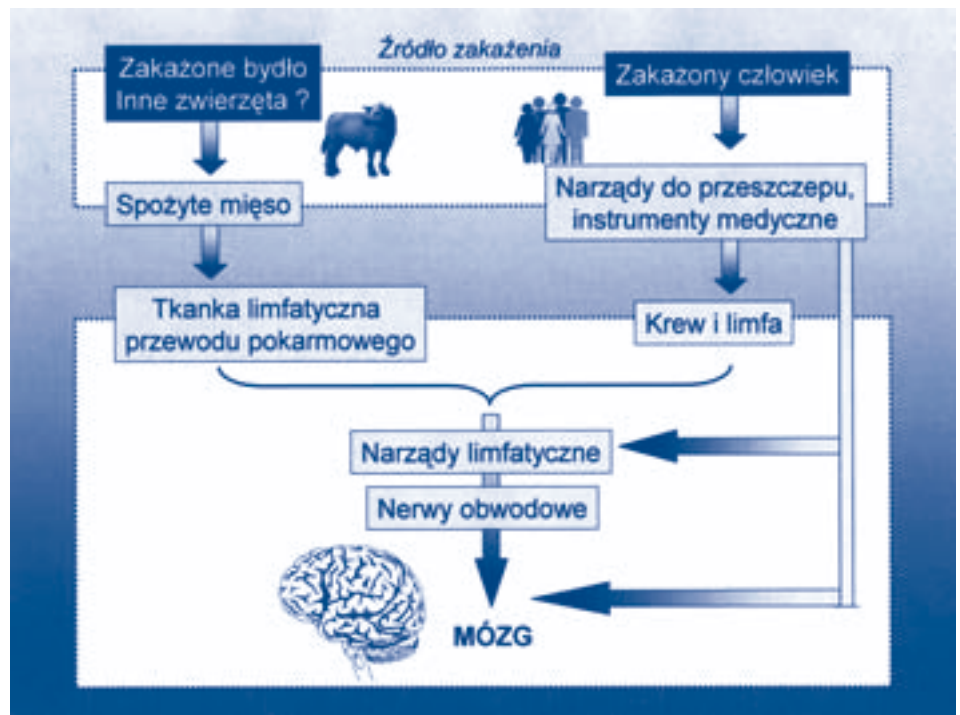 Źródło zakażenia
Zakażone bydło
Inne zwierzęta ?
Zakażony człowiek
Spożyte mięso
Narządy do przeszczepu,
instrumenty medyczne
Tkanka limfatyczna
przewodu pokarmowego
Krew i limfa
Narządy limfatyczne
Nerwy obwodowe
MÓZG